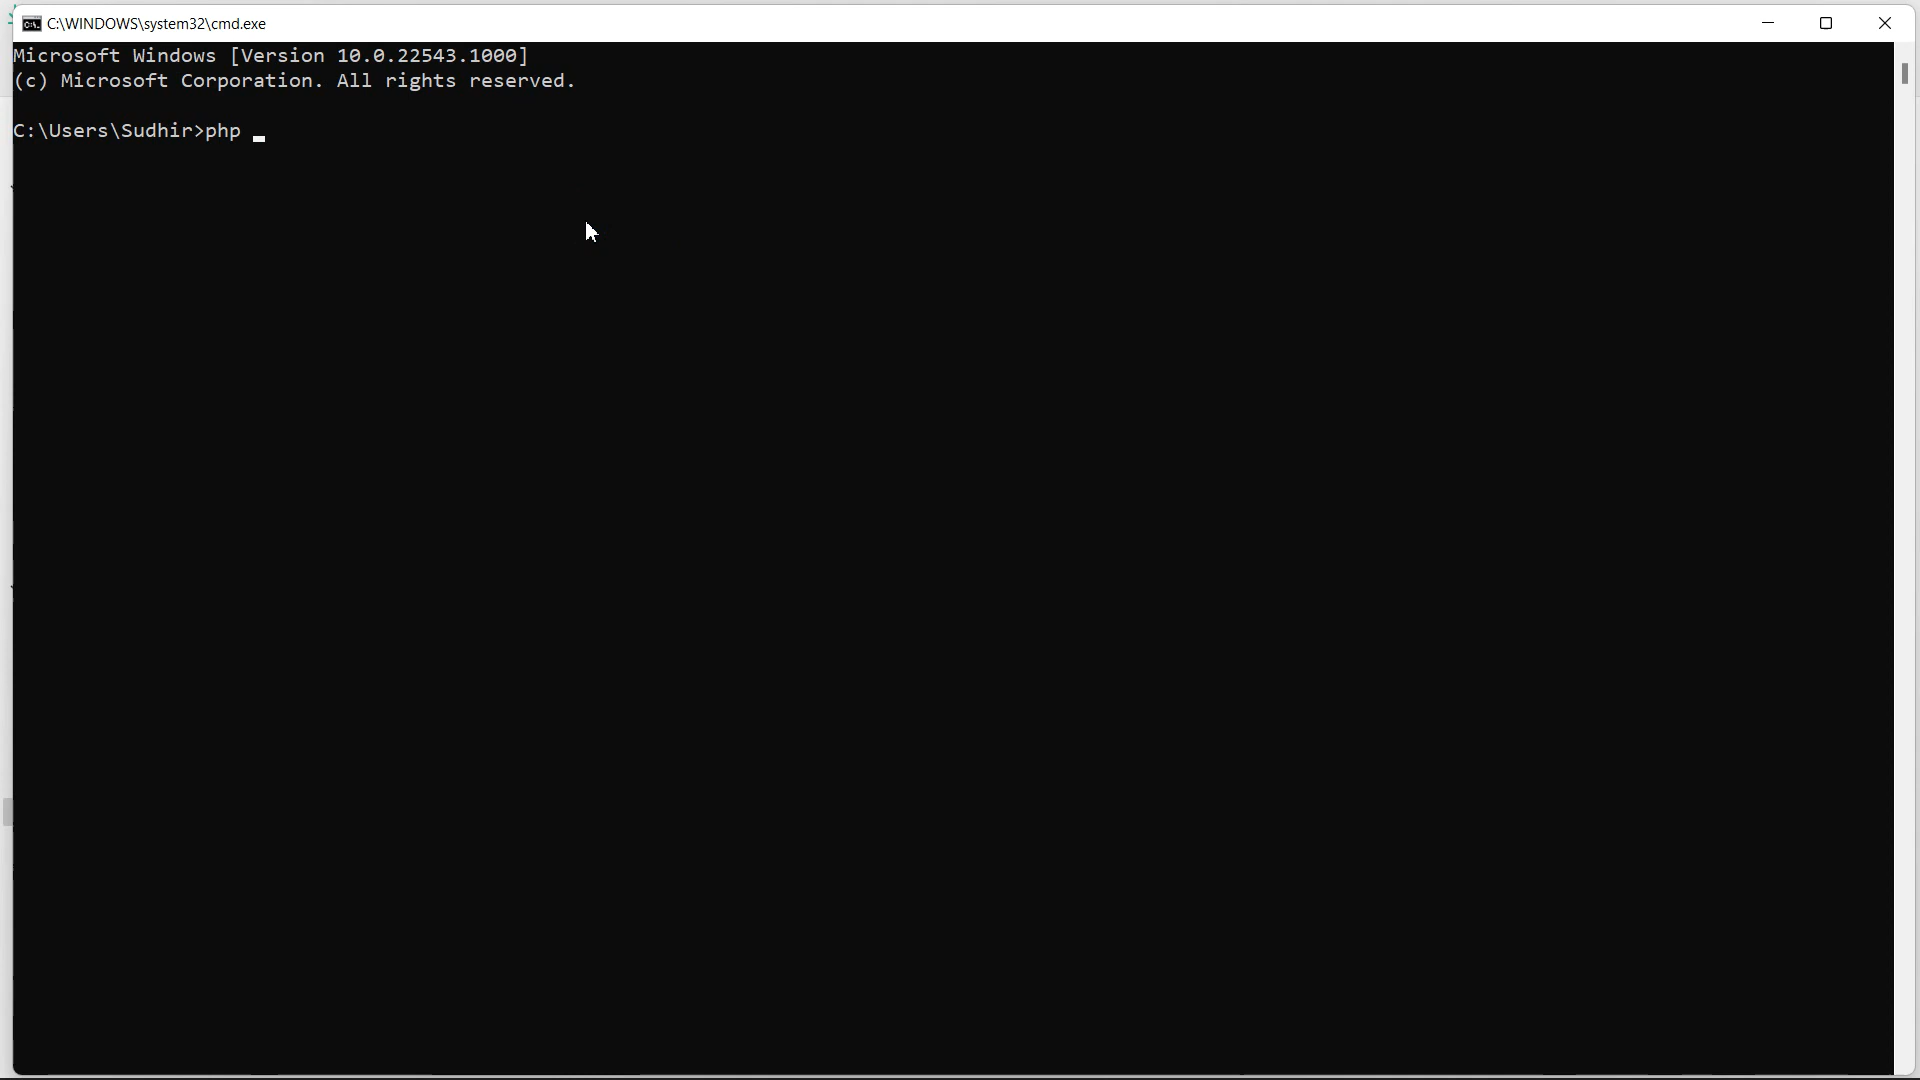 C:\WINDOWS\system32\cmd.exe
Microsoft Windows [Version 10.0.22543.1000]
(c) Microsoft Corporation. All rights reserved.
C:\Users\Sudhir>php